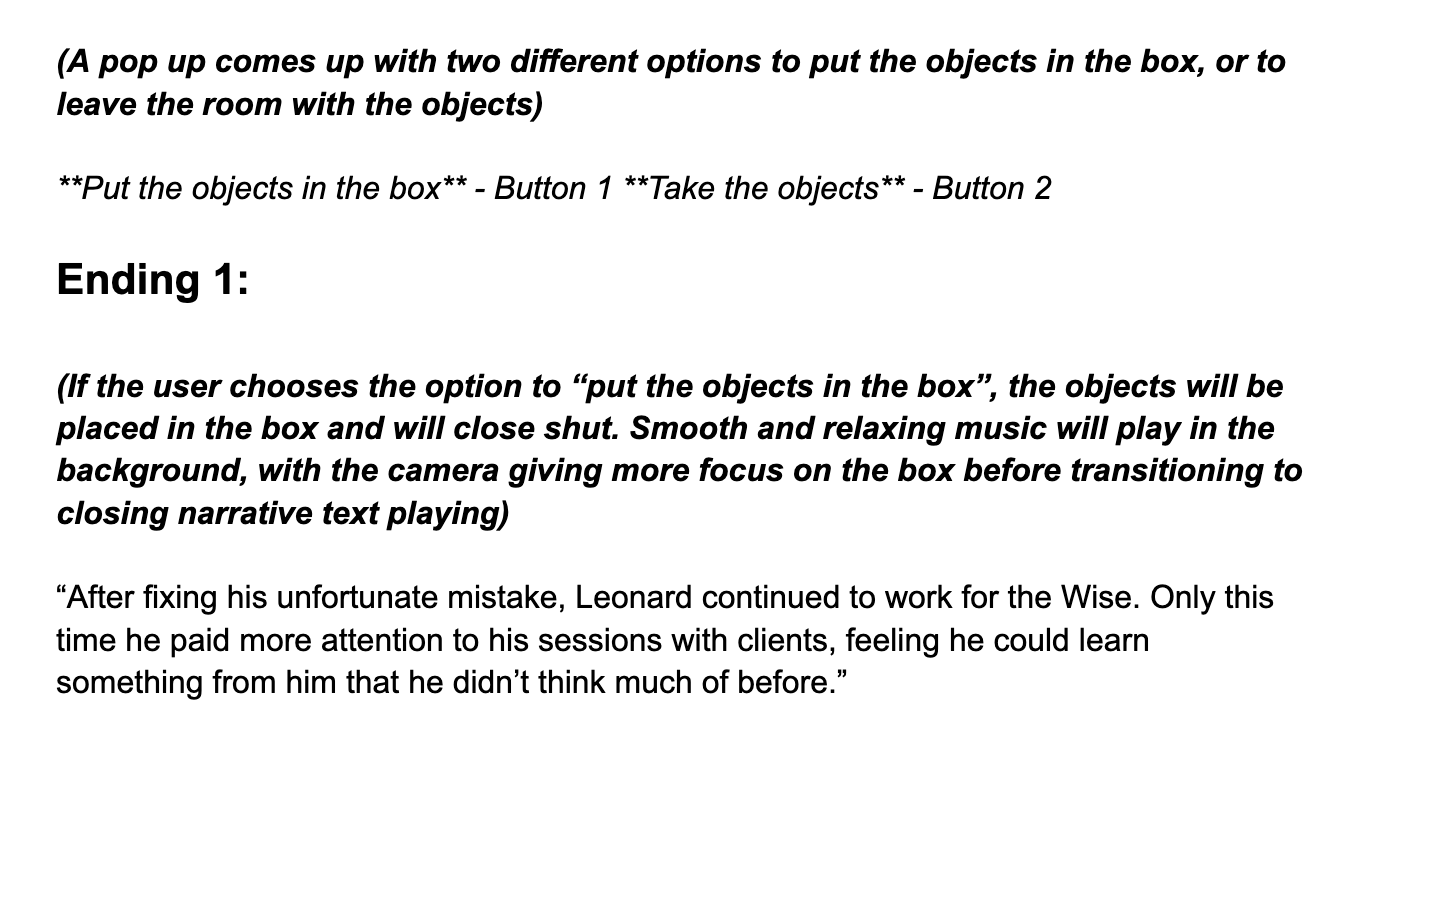 (A pop up comes up with two different options to put the objects in the box, or to
leave the room with the objects)
**Put the objects in the box** - Button 1 **Take the objects** - Button 2
Ending 1:
(If the user chooses the option to “put the objects in the box”, the objects will be
placed in the box and will close shut. Smooth and relaxing music will play in the
background, with the camera giving more focus on the box before transitioning to
closing narrative text playing)
“After fixing his unfortunate mistake, Leonard continued to work for the Wise. Only this
time he paid more attention to his sessions with clients, feeling he could learn
something from him that he didn’t think much of before.”